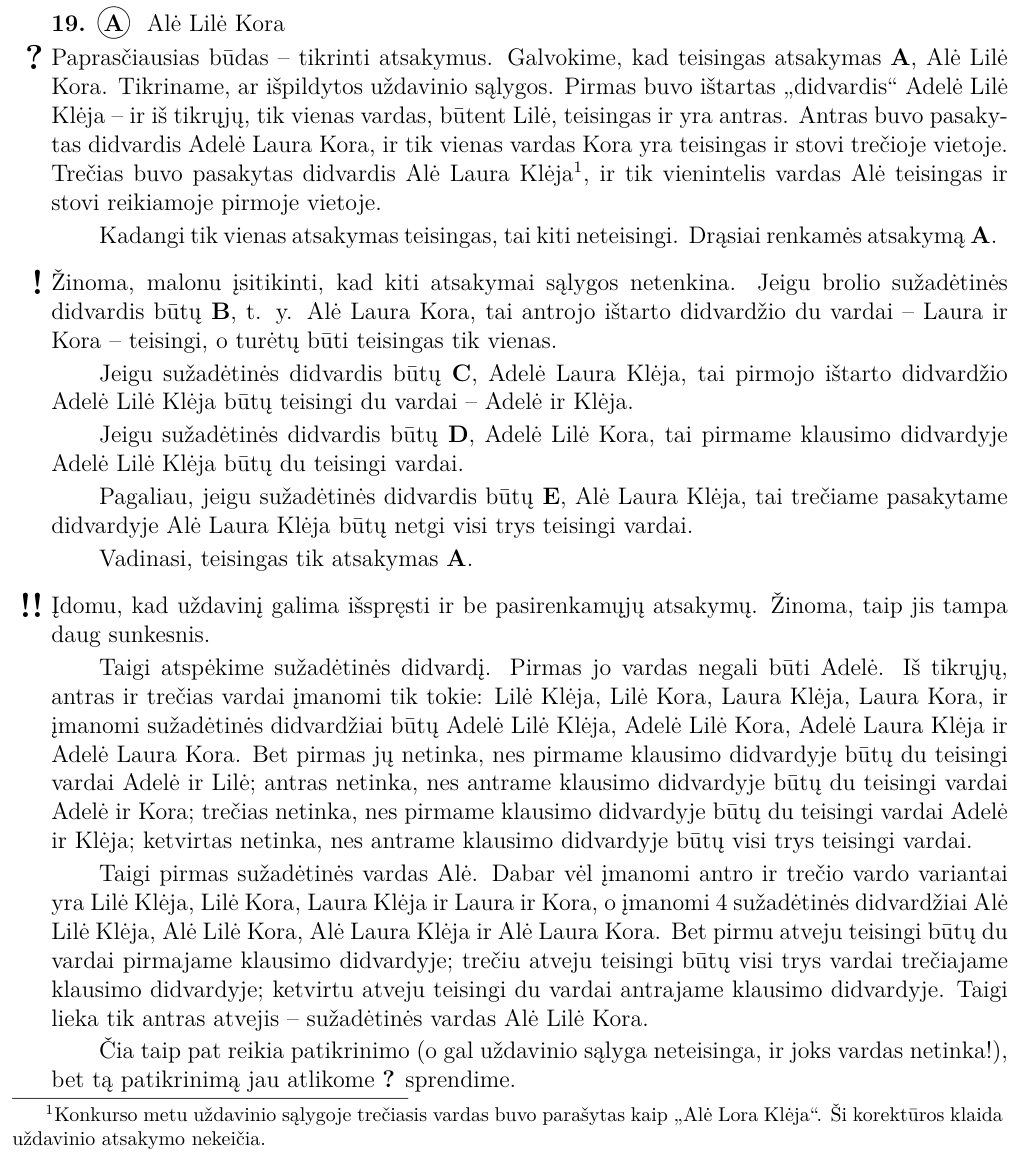 19. A Alė Lilė Kora
? Paprasčiausias būdas – tikrinti atsakymus. Galvokime, kad teisingas atsakymas A, Alė Lilė
Kora. Tikriname, ar išpildytos uždavinio sąlygos. Pirmas buvo ištartas „didvardis“ Adelė Lilė
Klėja – ir iš tikrųjų, tik vienas vardas, būtent Lilė, teisingas ir yra antras. Antras buvo pasaky-
tas didvardis Adelė Laura Kora, ir tik vienas vardas Kora yra teisingas ir stovi trečioje vietoje.
Trečias buvo pasakytas didvardis Alė Laura Klėja¹, ir tik vienintelis vardas Alė teisingas ir
stovi reikiamoje pirmoje vietoje.
Kadangi tik vienas atsakymas teisingas, tai kiti neteisingi. Drąsiai renkamės atsakymą A.
! Žinoma, malonu įsitikinti, kad kiti atsakymai sąlygos netenkina. Jeigu brolio sužadėtinės
didvardis būtų B, t. y. Alė Laura Kora, tai antrojo ištarto didvardžio du vardai – Laura ir
Kora – teisingi, o turėtų būti teisingas tik vienas.
Jeigu sužadėtinės didvardis būtų C, Adelė Laura Klėja, tai pirmojo ištarto didvardžio
Adelė Lilė Klėja būtų teisingi du vardai – Adelė ir Klėja.
Jeigu sužadėtinės didvardis būtų D, Adelė Lilė Kora, tai pirmame klausimo didvardyje
Adelė Lilė Klėja būtų du teisingi vardai.
Pagaliau, jeigu sužadėtinės didvardis būtų E, Alė Laura Klėja, tai trečiame pasakytame
didvardyje Alė Laura Klėja būtų netgi visi trys teisingi vardai.
Vadinasi, teisingas tik atsakymas A.
!! Įdomu, kad uždavinį galima išspręsti ir be pasirenkamųjų atsakymų. Žinoma, taip jis tampa
daug sunkesnis.
Taigi atspėkime sužadėtinės didvardį. Pirmas jo vardas negali būti Adelė. Iš tikrųjų,
antras ir trečias vardai įmanomi tik tokie: Lilė Klėja, Lilė Kora, Laura Klėja, Laura Kora, ir
įmanomi sužadėtinės didvardžiai būtų Adelė Lilė Klėja, Adelė Lilė Kora, Adelė Laura Klėja ir
Adelė Laura Kora. Bet pirmas jų netinka, nes pirmame klausimo didvardyje būtų du teisingi
vardai Adelė ir Lilė; antras netinka, nes antrame klausimo didvardyje būtų du teisingi vardai
Adelė ir Kora; trečias netinka, nes pirmame klausimo didvardyje būtų du teisingi vardai Adelė
ir Klėja; ketvirtas netinka, nes antrame klausimo didvardyje būtų visi trys teisingi vardai.
Taigi pirmas sužadėtinės vardas Alė. Dabar vėl įmanomi antro ir trečio vardo variantai
yra Lilė Klėja, Lilė Kora, Laura Klėja ir Laura ir Kora, o įmanomi 4 sužadėtinės didvardžiai Alė
Lilė Klėja, Alė Lilė Kora, Alė Laura Klėja ir Alė Laura Kora. Bet pirmu atveju teisingi būtų du
vardai pirmajame klausimo didvardyje; trečiu atveju teisingi būtų visi trys vardai trečiajame
klausimo didvardyje; ketvirtu atveju teisingi du vardai antrajame klausimo didvardyje. Taigi
lieka tik antras atvejis – sužadėtinės vardas Alė Lilė Kora.
Čia taip pat reikia patikrinimo (o gal uždavinio sąlyga neteisinga, ir joks vardas netinka!),
bet tą patikrinimą jau atlikome ? sprendime.
¹Konkurso metu uždavinio sąlygoje trečiasis vardas buvo parašytas kaip „Alė Lora Klėja“. Ši korektūros klaida
uždavinio atsakymo nekeičia.